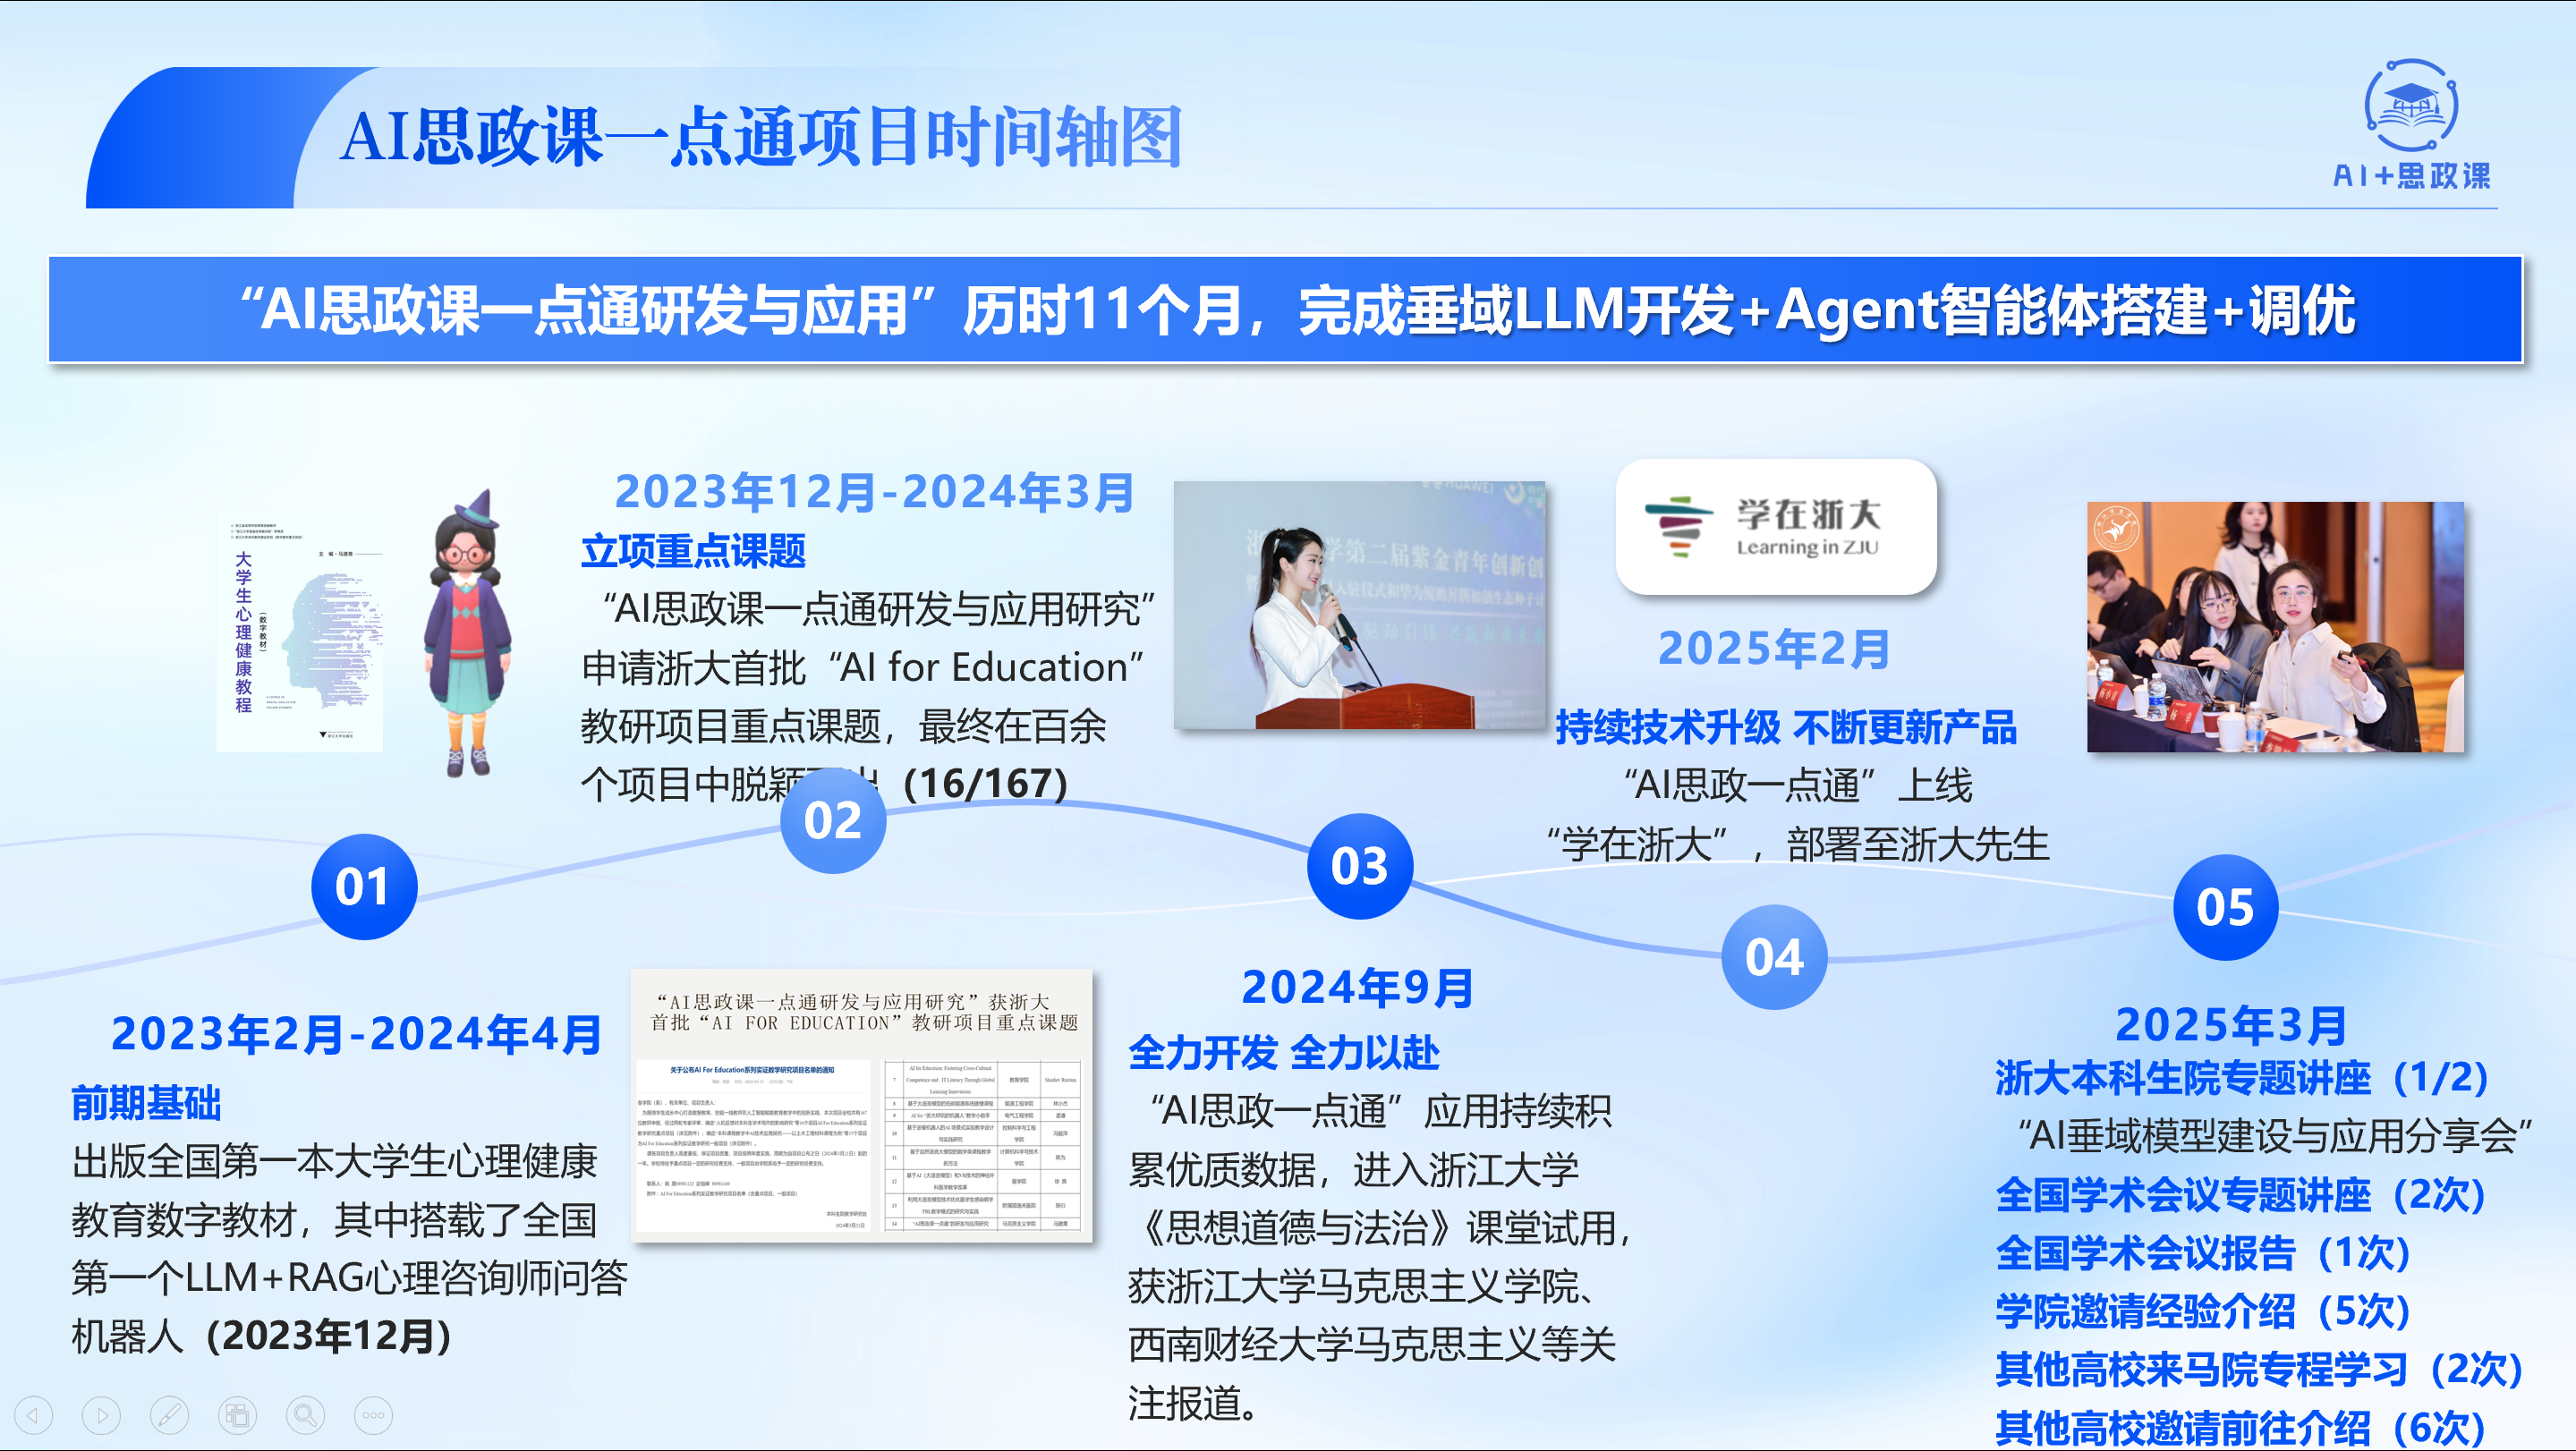 AI思政课一点通项目时间轴图
AI+思政课
“AI思政课一点通研发与应用”历时11个月，完成垂域LLM开发+Agent智能体搭建+调优
大学生心理健康教程
（数字教材）
主 编·马建青
01
2023年2月-2024年4月
前期基础
出版全国第一本大学生心理健康
教育数字教材，其中搭载了全国
第一个LLM+RAG心理咨询师问答
机器人（2023年12月）
2023年12月-2024年3月
立项重点课题
“AI思政课一点通研发与应用研究”
申请浙大首批“AI for Education”
教研项目重点课题，最终在百余
个项目中脱颖
（16/167）
02
“AI思政课一点通研发与应用研究”获浙大
首批“AI FOR EDUCATION”教研项目重点课题
关于公布AI For Education系列实证教学研究项目名单的通知
HUAWEI
学第二届紫金青年创新创
03
2024年9月
全力开发 全力以赴
“AI思政一点通”应用持续积
累优质数据，进入浙江大学
《思想道德与法治》课堂试用，
获浙江大学马克思主义学院、
西南财经大学马克思主义等关
注报道。
学在浙大
Learning in ZJU
2025年2月
持续技术升级 不断更新产品
“AI思政一点通”上线
“学在浙大”，部署至浙大先生
04
05
2025年3月
浙大本科生院专题讲座（1/2）
“AI垂域模型建设与应用分享会”
全国学术会议专题讲座（2次）
全国学术会议报告（1次）
学院邀请经验介绍（5次）
其他高校来马院专程学习（2次）
其他高校邀请前往介绍（6次）